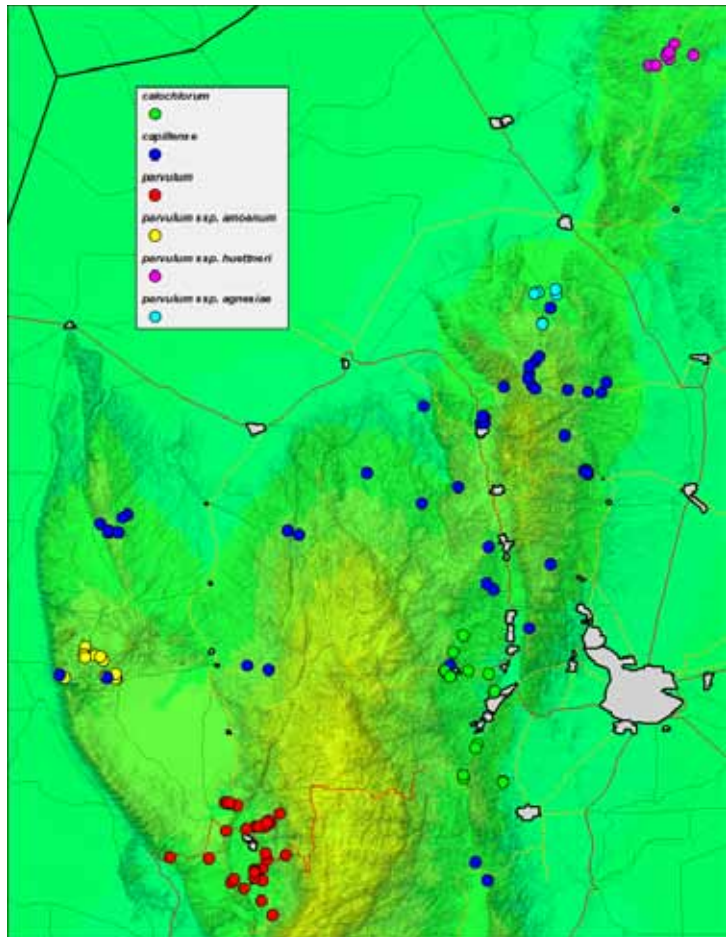 calochlorum
capillense
parvulum
parvulum ssp. amoenum
parvulum ssp. huettneri
parvulum ssp. agnesiae